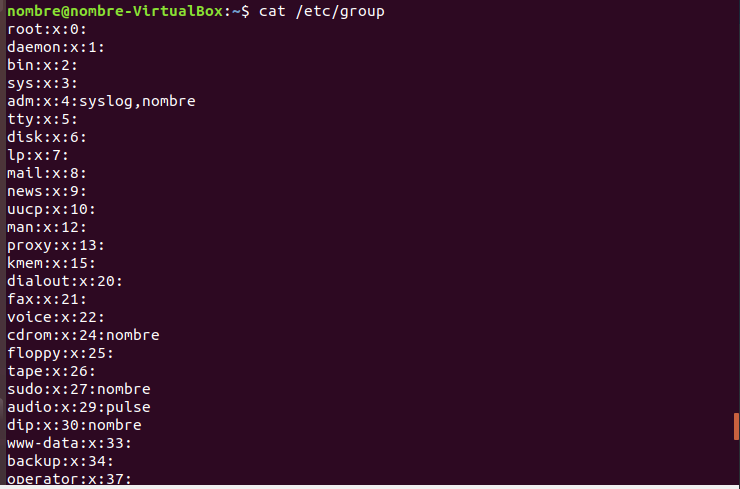 nombre@nombre-VirtualBox:~$ cat /etc/group
root:x:0:
daemon:x:1:
bin:x:2:
sys:x:3:
adm:x:4:syslog,nombre
tty:x:5:
disk:x:6:
lp:x:7:
mail:x:8:
news:x:9:
uucp:x:10:
man:x:12:
proxy:x:13:
kmem:x:15:
dialout:x:20:
fax:x:21:
voice:x:22:
cdrom:x:24:nombre
floppy:x:25:
tape:x:26:
sudo:x:27:nombre
audio:x:29:pulse
dip:x:30:nombre
www-data:x:33:
backup:x:34:
operator:x:37: